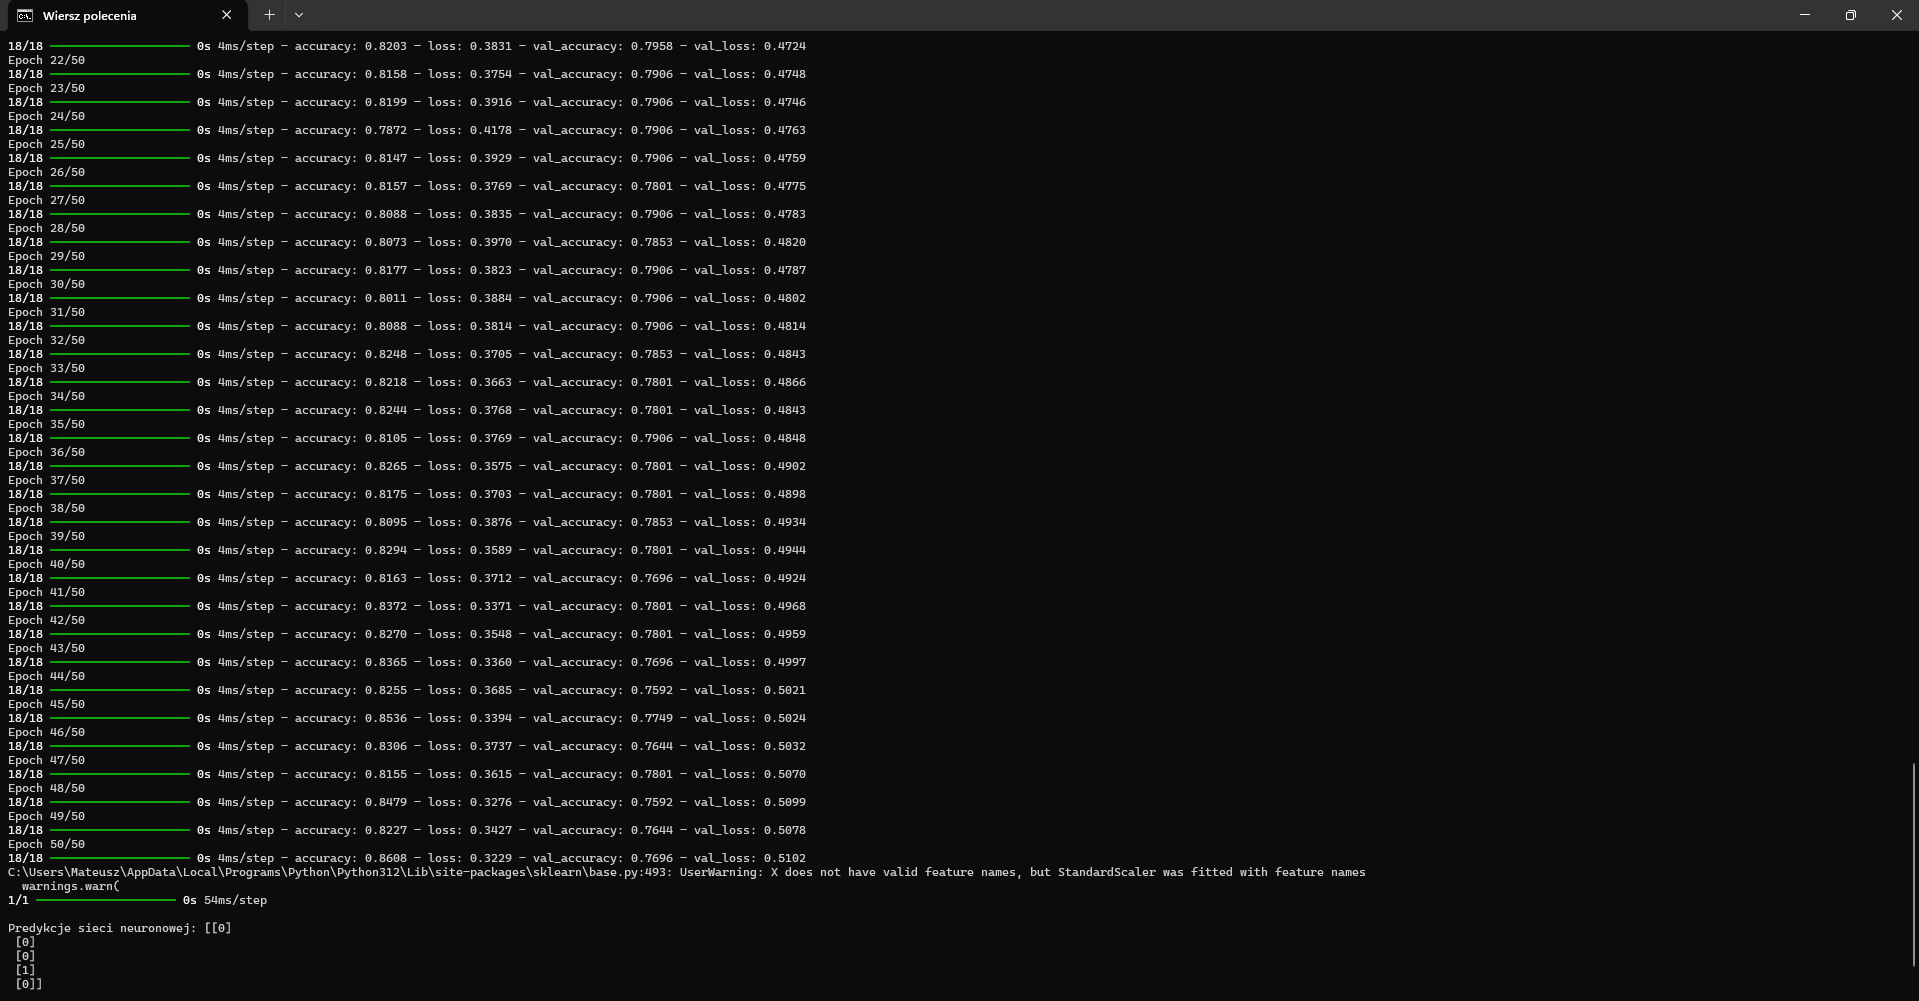 Wiersz polecenia
18/18 0s 4ms/step - accuracy: 0.8203 - loss: 0.3831 - val_accuracy: 0.7958 - val_loss: 0.4724
Epoch 22/50
18/18 0s 4ms/step - accuracy: 0.8158 - loss: 0.3754 - val_accuracy: 0.7906 - val_loss: 0.4748
Epoch 23/50
18/18 0s 4ms/step - accuracy: 0.8199 - loss: 0.3916 - val_accuracy: 0.7906 - val_loss: 0.4746
Epoch 24/50
18/18 0s 4ms/step - accuracy: 0.7872 - loss: 0.4178 - val_accuracy: 0.7906 - val_loss: 0.4763
Epoch 25/50
18/18 0s 4ms/step - accuracy: 0.8147 - loss: 0.3929 - val_accuracy: 0.7906 - val_loss: 0.4759
Epoch 26/50
18/18 0s 4ms/step - accuracy: 0.8157 - loss: 0.3769 - val_accuracy: 0.7801 - val_loss: 0.4775
Epoch 27/50
18/18 0s 4ms/step - accuracy: 0.8088 - loss: 0.3835 - val_accuracy: 0.7906 - val_loss: 0.4783
Epoch 28/50
18/18 0s 4ms/step - accuracy: 0.8073 - loss: 0.3970 - val_accuracy: 0.7853 - val_loss: 0.4820
Epoch 29/50
18/18 0s 4ms/step - accuracy: 0.8177 - loss: 0.3823 - val_accuracy: 0.7906 - val_loss: 0.4787
Epoch 30/50
18/18 0s 4ms/step - accuracy: 0.8011 - loss: 0.3884 - val_accuracy: 0.7906 - val_loss: 0.4802
Epoch 31/50
18/18 0s 4ms/step - accuracy: 0.8088 - loss: 0.3814 - val_accuracy: 0.7906 - val_loss: 0.4814
Epoch 32/50
18/18 0s 4ms/step - accuracy: 0.8248 - loss: 0.3705 - val_accuracy: 0.7853 - val_loss: 0.4843
Epoch 33/50
18/18 0s 4ms/step - accuracy: 0.8218 - loss: 0.3663 - val_accuracy: 0.7801 - val_loss: 0.4866
Epoch 34/50
18/18 0s 4ms/step - accuracy: 0.8244 - loss: 0.3768 - val_accuracy: 0.7801 - val_loss: 0.4843
Epoch 35/50
18/18 0s 4ms/step - accuracy: 0.8105 - loss: 0.3769 - val_accuracy: 0.7906 - val_loss: 0.4848
Epoch 36/50
18/18 0s 4ms/step - accuracy: 0.8265 - loss: 0.3575 - val_accuracy: 0.7801 - val_loss: 0.4902
Epoch 37/50
18/18 0s 4ms/step - accuracy: 0.8175 - loss: 0.3703 - val_accuracy: 0.7801 - val_loss: 0.4898
Epoch 38/50
18/18 0s 4ms/step - accuracy: 0.8095 - loss: 0.3876 - val_accuracy: 0.7853 - val_loss: 0.4934
Epoch 39/50
18/18 0s 4ms/step - accuracy: 0.8294 - loss: 0.3589 - val_accuracy: 0.7801 - val_loss: 0.4944
Epoch 40/50
18/18 0s 4ms/step - accuracy: 0.8163 - loss: 0.3712 - val_accuracy: 0.7696 - val_loss: 0.4924
Epoch 41/50
18/18 0s 4ms/step - accuracy: 0.8372 - loss: 0.3371 - val_accuracy: 0.7801 - val_loss: 0.4968
Epoch 42/50
18/18 0s 4ms/step - accuracy: 0.8270 - loss: 0.3548 - val_accuracy: 0.7801 - val_loss: 0.4959
Epoch 43/50
18/18 0s 4ms/step - accuracy: 0.8365 - loss: 0.3360 - val_accuracy: 0.7696 - val_loss: 0.4997
Epoch 44/50
18/18 0s 4ms/step - accuracy: 0.8255 - loss: 0.3685 - val_accuracy: 0.7592 - val_loss: 0.5021
Epoch 45/50
18/18 0s 4ms/step - accuracy: 0.8536 - loss: 0.3394 - val_accuracy: 0.7749 - val_loss: 0.5024
Epoch 46/50
18/18 0s 4ms/step - accuracy: 0.8306 - loss: 0.3737 - val_accuracy: 0.7644 - val_loss: 0.5032
Epoch 47/50
18/18 0s 4ms/step - accuracy: 0.8155 - loss: 0.3615 - val_accuracy: 0.7801 - val_loss: 0.5070
Epoch 48/50
18/18 0s 4ms/step - accuracy: 0.8479 - loss: 0.3276 - val_accuracy: 0.7592 - val_loss: 0.5099
Epoch 49/50
18/18 0s 4ms/step - accuracy: 0.8227 - loss: 0.3427 - val_accuracy: 0.7644 - val_loss: 0.5078
Epoch 50/50
18/18 0s 4ms/step - accuracy: 0.8608 - loss: 0.3229 - val_accuracy: 0.7696 - val_loss: 0.5102
C:\Users\Mateusz\AppData\Local\Programs\Python\Python312\Lib\site-packages\sklearn\base.py:493: UserWarning: X does not have valid feature names, but StandardScaler was fitted with feature names
  warnings.warn(
1/1 0s 54ms/step
Predykcje sieci neuronowej: [[0]
 [0]
 [0]
 [1]
 [0]]